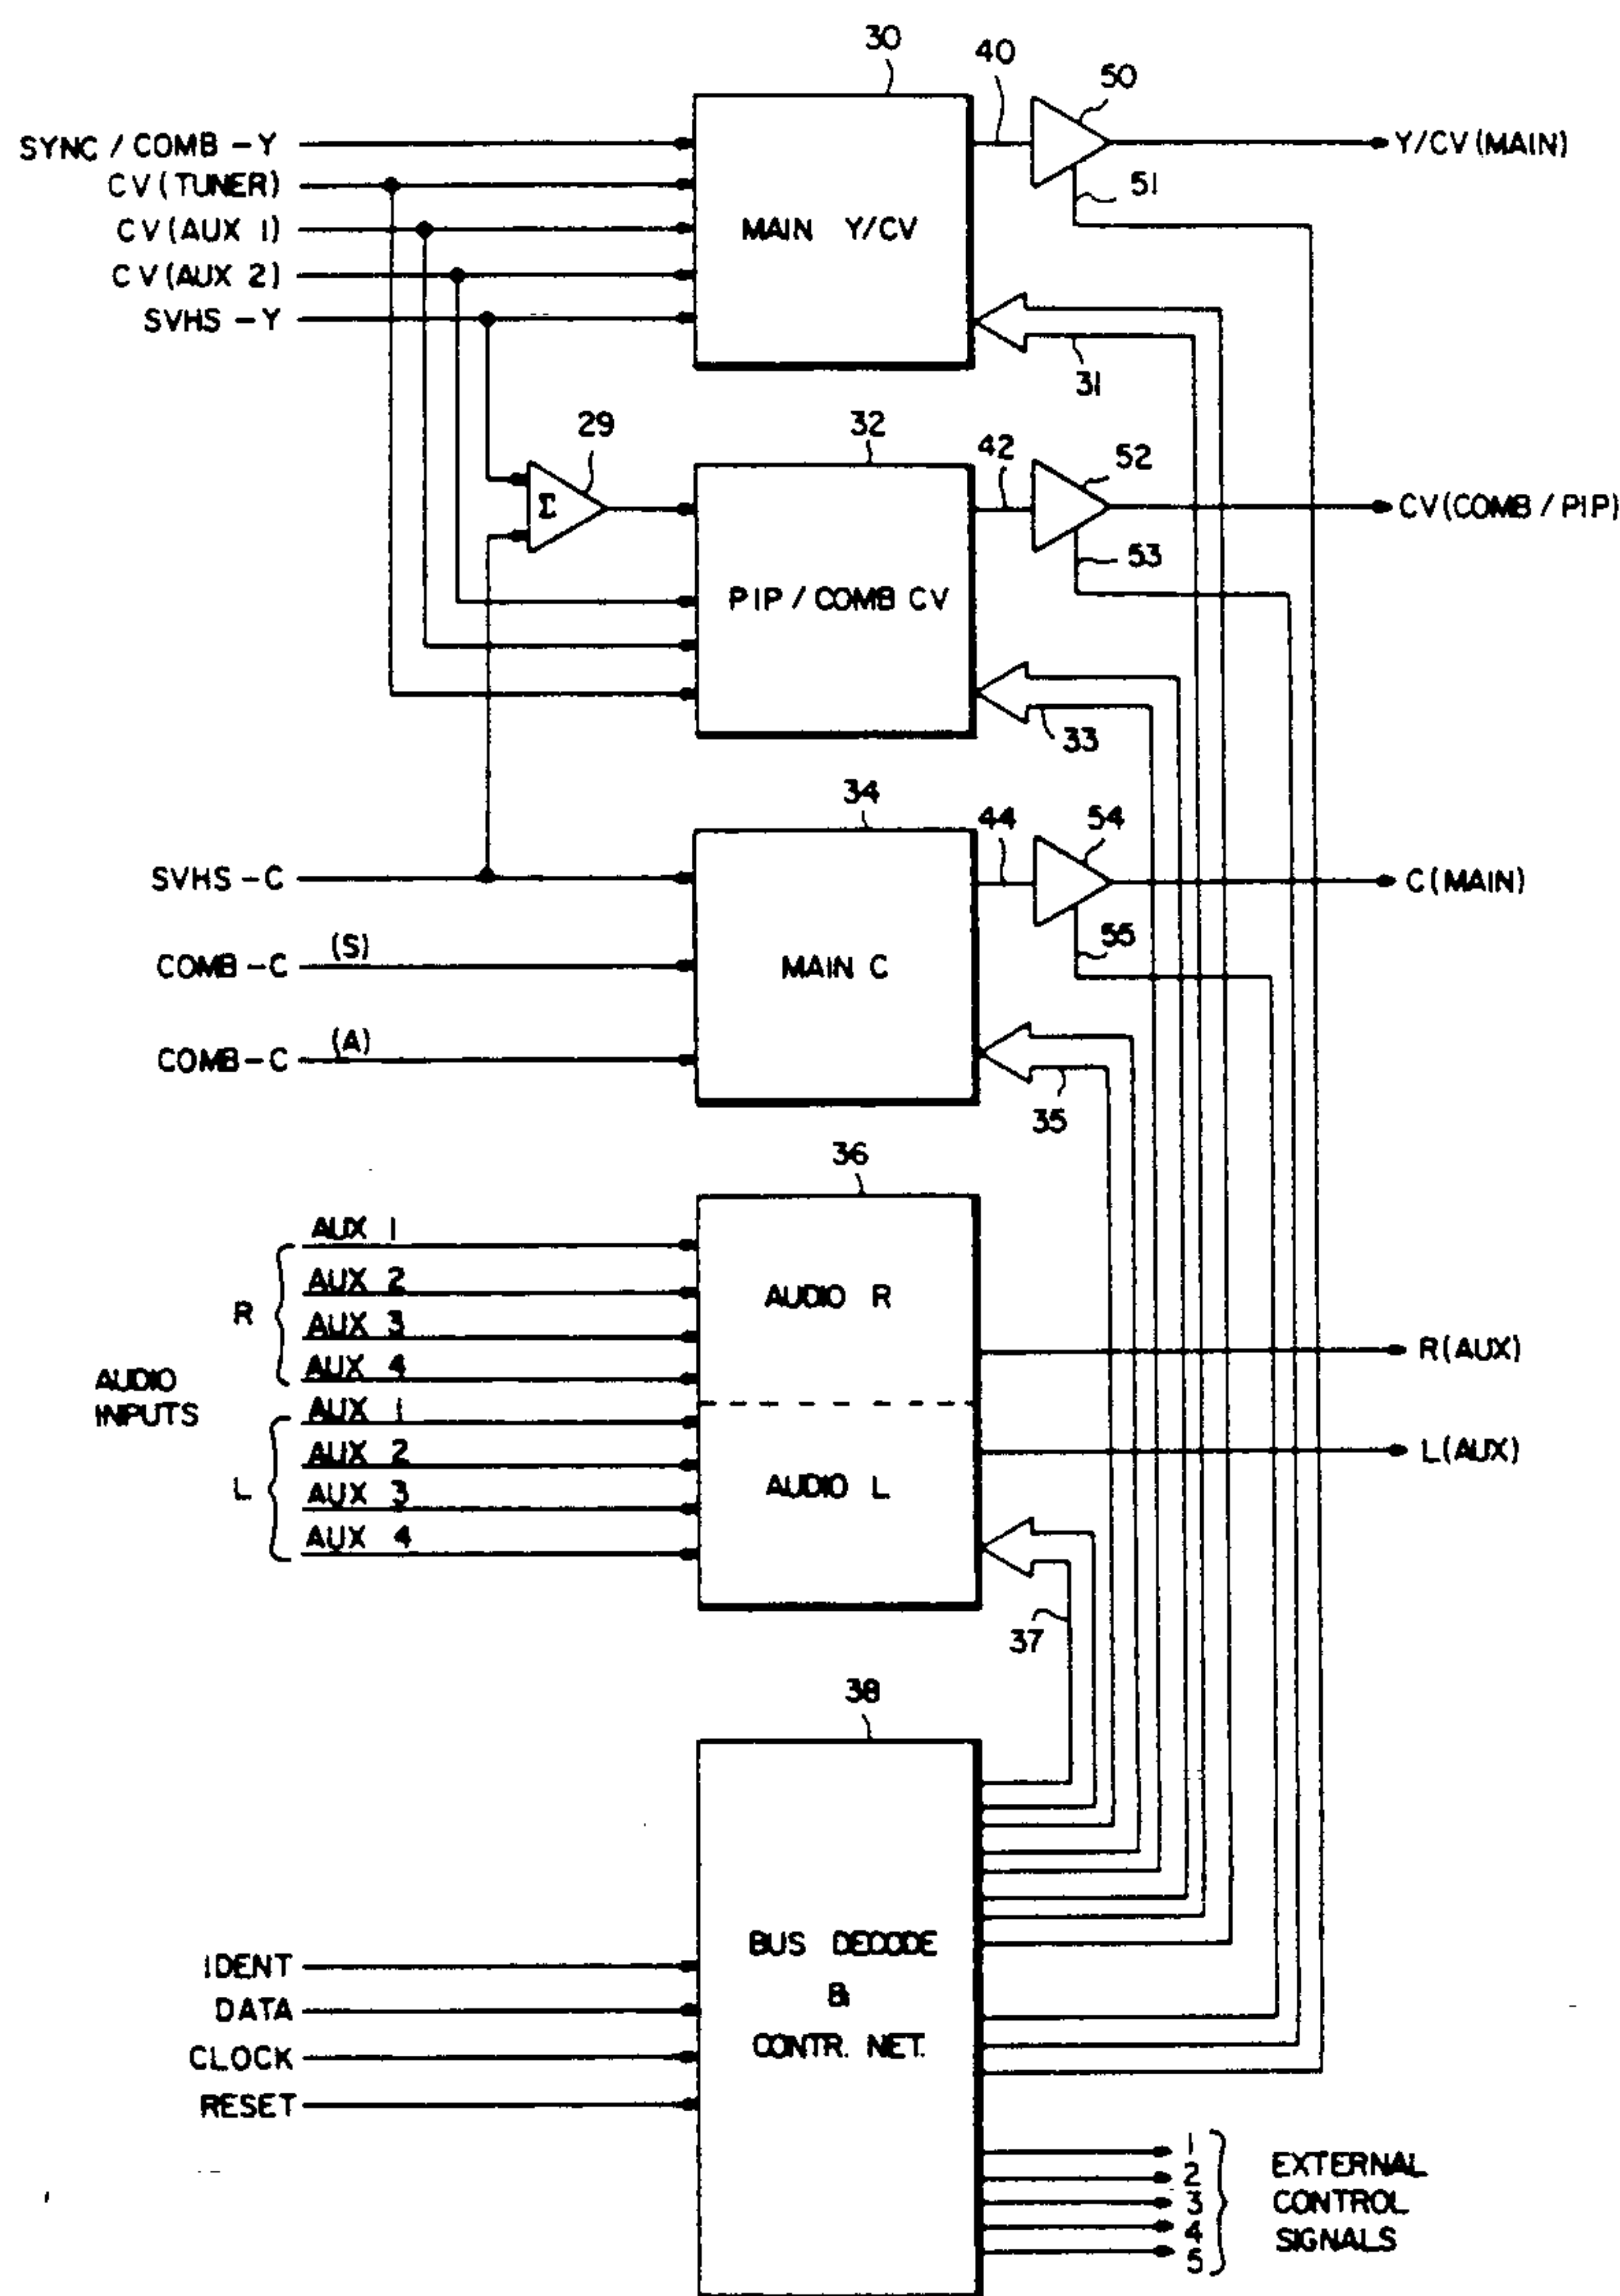 30
40
50
SYNC / COMB - Y
Y/CV (MAIN)
CV (TUNER)
51
CV (AUX 1)
MAIN Y/CV
CV (AUX 2)
SVHS - Y
31
29
32
42
52
Σ
CV (COMB / PIP)
53
PIP / COMB CV
33
34
44
54
SVHS - C
C (MAIN)
55
COMB - C (S)
MAIN C
COMB - C (A)
35
36
AUX 1
AUX 2
AUDIO R
R
AUX 3
R (AUX)
AUX 4
AUDIO
INPUTS
AUX 1
AUX 2
L (AUX)
L
AUX 3
AUDIO L
AUX 4
37
38
BUS DECODE
IDENT
&
DATA
CONTR. NET.
CLOCK
RESET
1
2
3
4
5
EXTERNAL
CONTROL
SIGNALS